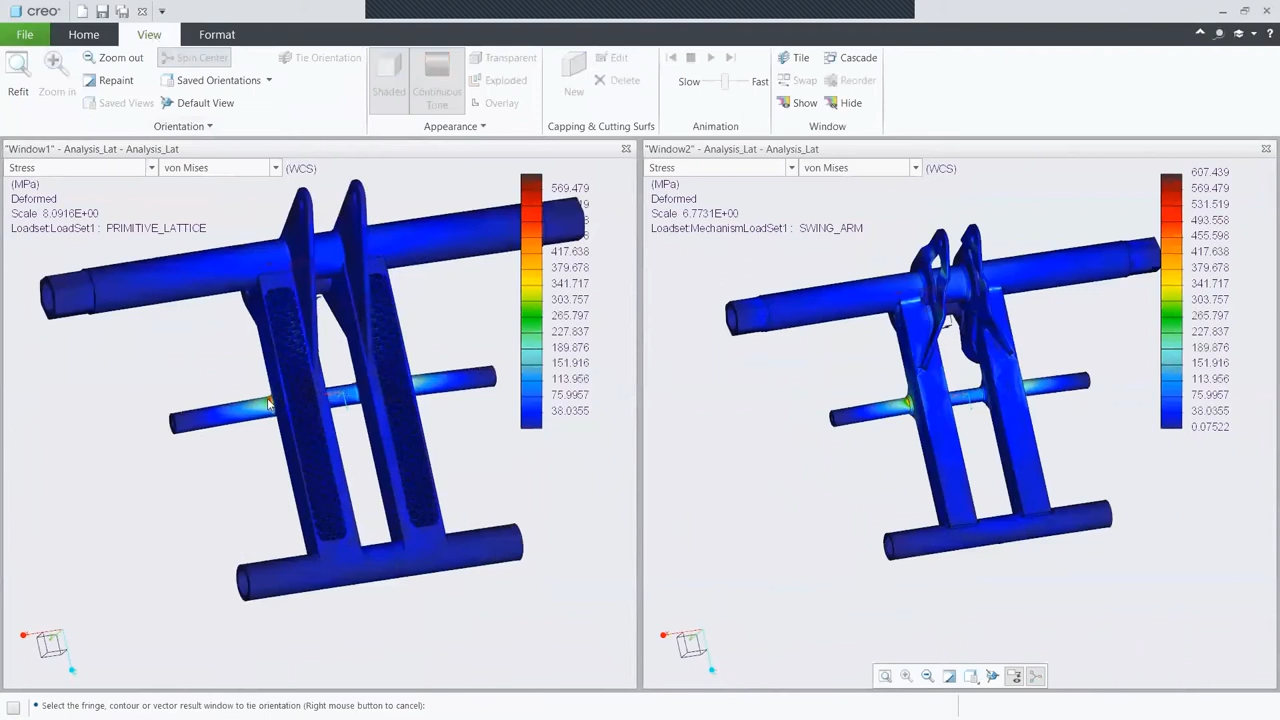 creo
File Home View Format
Refit
Zoom in
Zoom out
Repaint
Saved Views
Spin Center
Saved Orientations
Default View
Tie Orientation
Orientation
Shaded
Continuous Tone
Transparent
Exploded
Overlay
Appearance
New
Edit
Delete
Capping & Cutting Surfs
Slow Fast
Animation
Tile Cascade
Swap Reorder
Show Hide
Window
"Window1" - Analysis_Lat - Analysis_Lat
Stress von Mises (WCS)
(MPa)
Deformed
Scale 8.0916E+00
Loadset:LoadSet1 : PRIMITIVE_LATTICE
569.479
417.638
379.678
341.717
303.757
265.797
227.837
189.876
151.916
113.956
75.9957
38.0355
"Window2" - Analysis_Lat - Analysis_Lat
Stress von Mises (WCS)
(MPa)
Deformed
Scale 6.7731E+00
Loadset:MechanismLoadSet1 : SWING_ARM
607.439
569.479
531.519
493.558
455.598
417.638
379.678
341.717
303.757
265.797
227.837
189.876
151.916
113.956
75.9957
38.0355
0.07522
Select the fringe, contour or vector result window to tie orientation (Right mouse button to cancel):